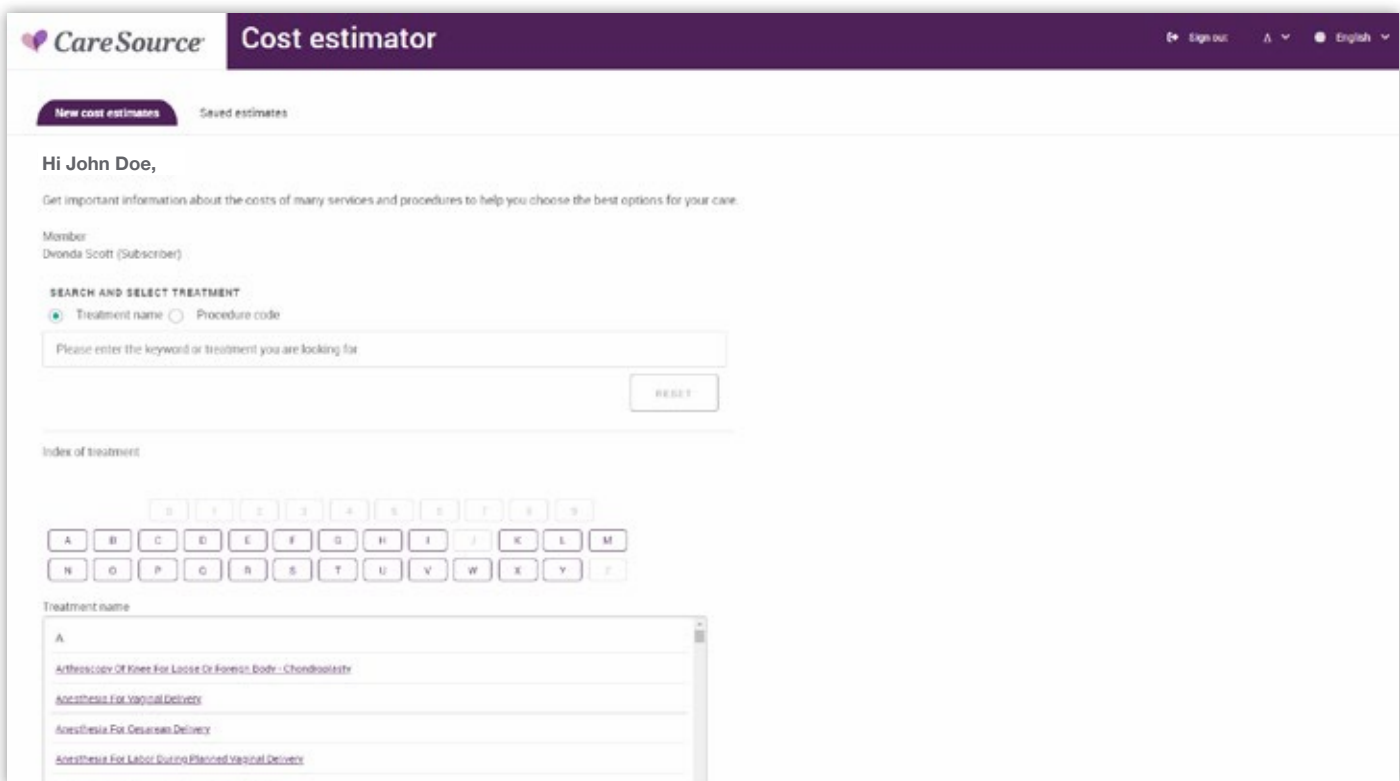 CareSource
Cost estimator
Sign out A English
New cost estimates Saved estimates
Hi John Doe,
Get important information about the costs of many services and procedures to help you choose the best options for your care.
Member
Dvonda Scott (Subscriber)
SEARCH AND SELECT TREATMENT
Treatment name Procedure code
Please enter the keyword or treatment you are looking for
RESET
Index of treatment
0 1 2 3 4 5 6 7 8 9
A B C D E F G H I J K L M
N O P Q R S T U V W X Y Z
Treatment name
A
Arthroscopy Of Knee For Loose Or Foreign Body - Chondroplasty
Anesthesia For Vaginal Delivery
Anesthesia For Cesarean Delivery
Anesthesia For Labor During Planned Vaginal Delivery